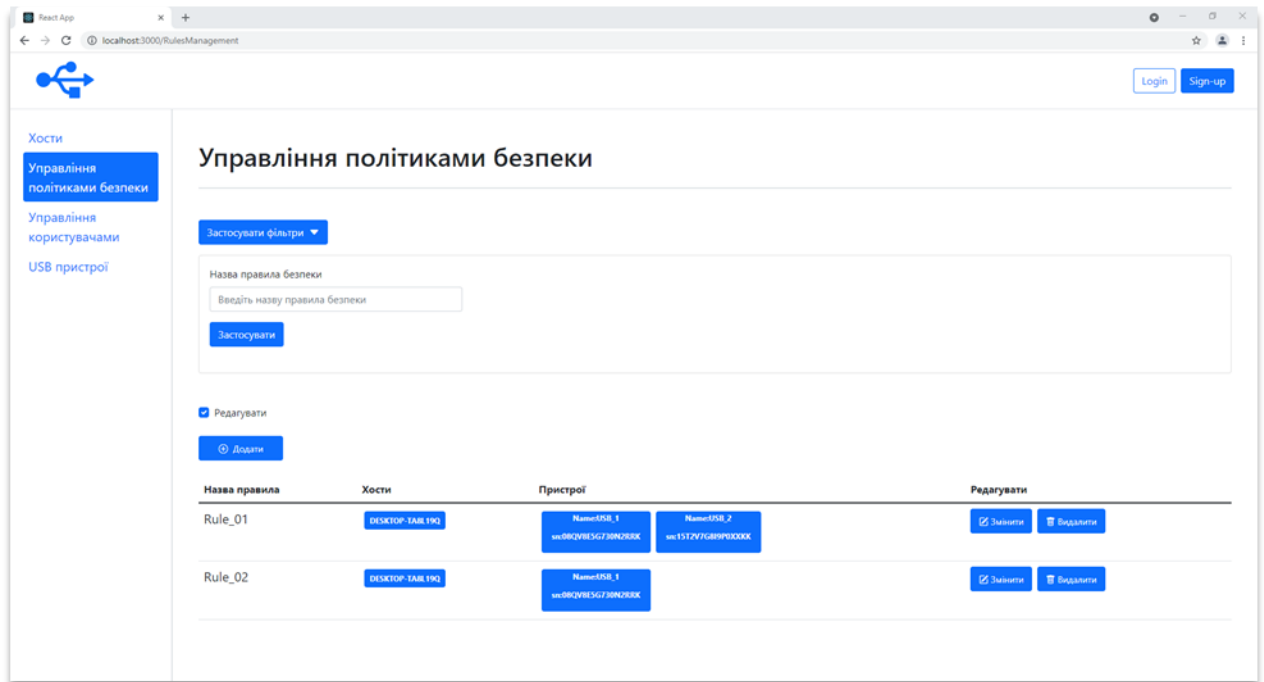 React App
localhost:3000/RulesManagement
Login Sign-up
Хости
Управління
політиками безпеки
Управління
користувачами
USB пристрої
Управління політиками безпеки
Застосувати фільтри
Назва правила безпеки
Введіть назву правила безпеки
Застосувати
Редагувати
Додати
Назва правила Хости Пристрої Редагувати
Rule_01 DESKTOP-TA8L19Q Name:USB_1 Name:USB_2 Змінити Видалити
Rule_02 DESKTOP-TA8L19Q Name:USB_1 Змінити Видалити